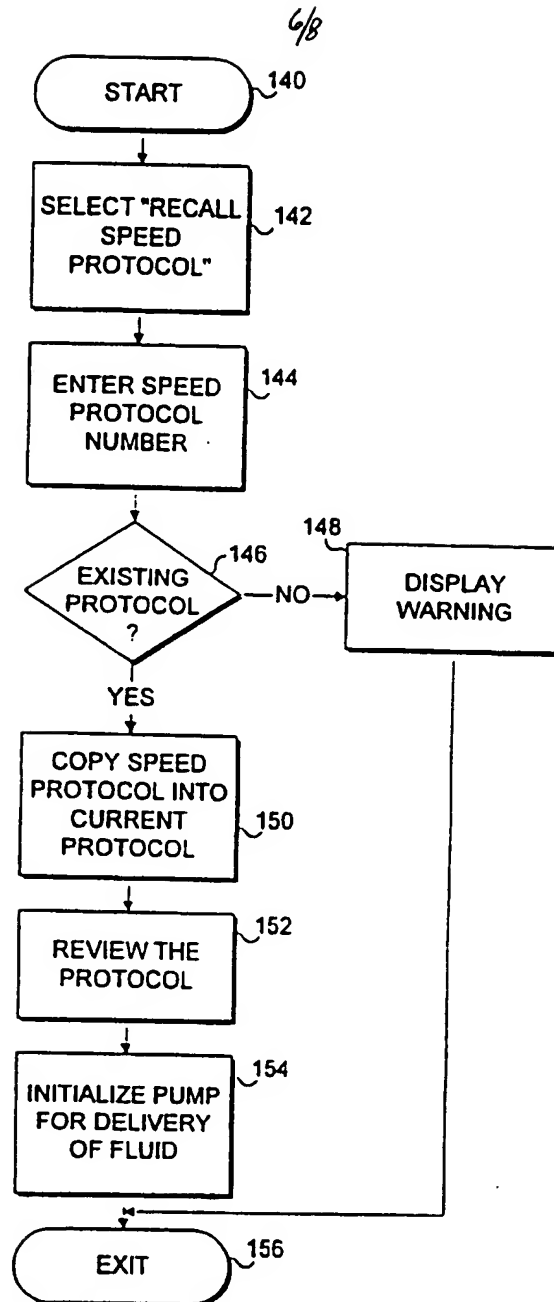 6/8
START
140
SELECT "RECALL
SPEED
PROTOCOL"
142
ENTER SPEED
PROTOCOL
NUMBER
144
EXISTING
PROTOCOL
?
146
NO
148
DISPLAY
WARNING
YES
COPY SPEED
PROTOCOL INTO
CURRENT
PROTOCOL
150
REVIEW THE
PROTOCOL
152
INITIALIZE PUMP
FOR DELIVERY
OF FLUID
154
EXIT
156